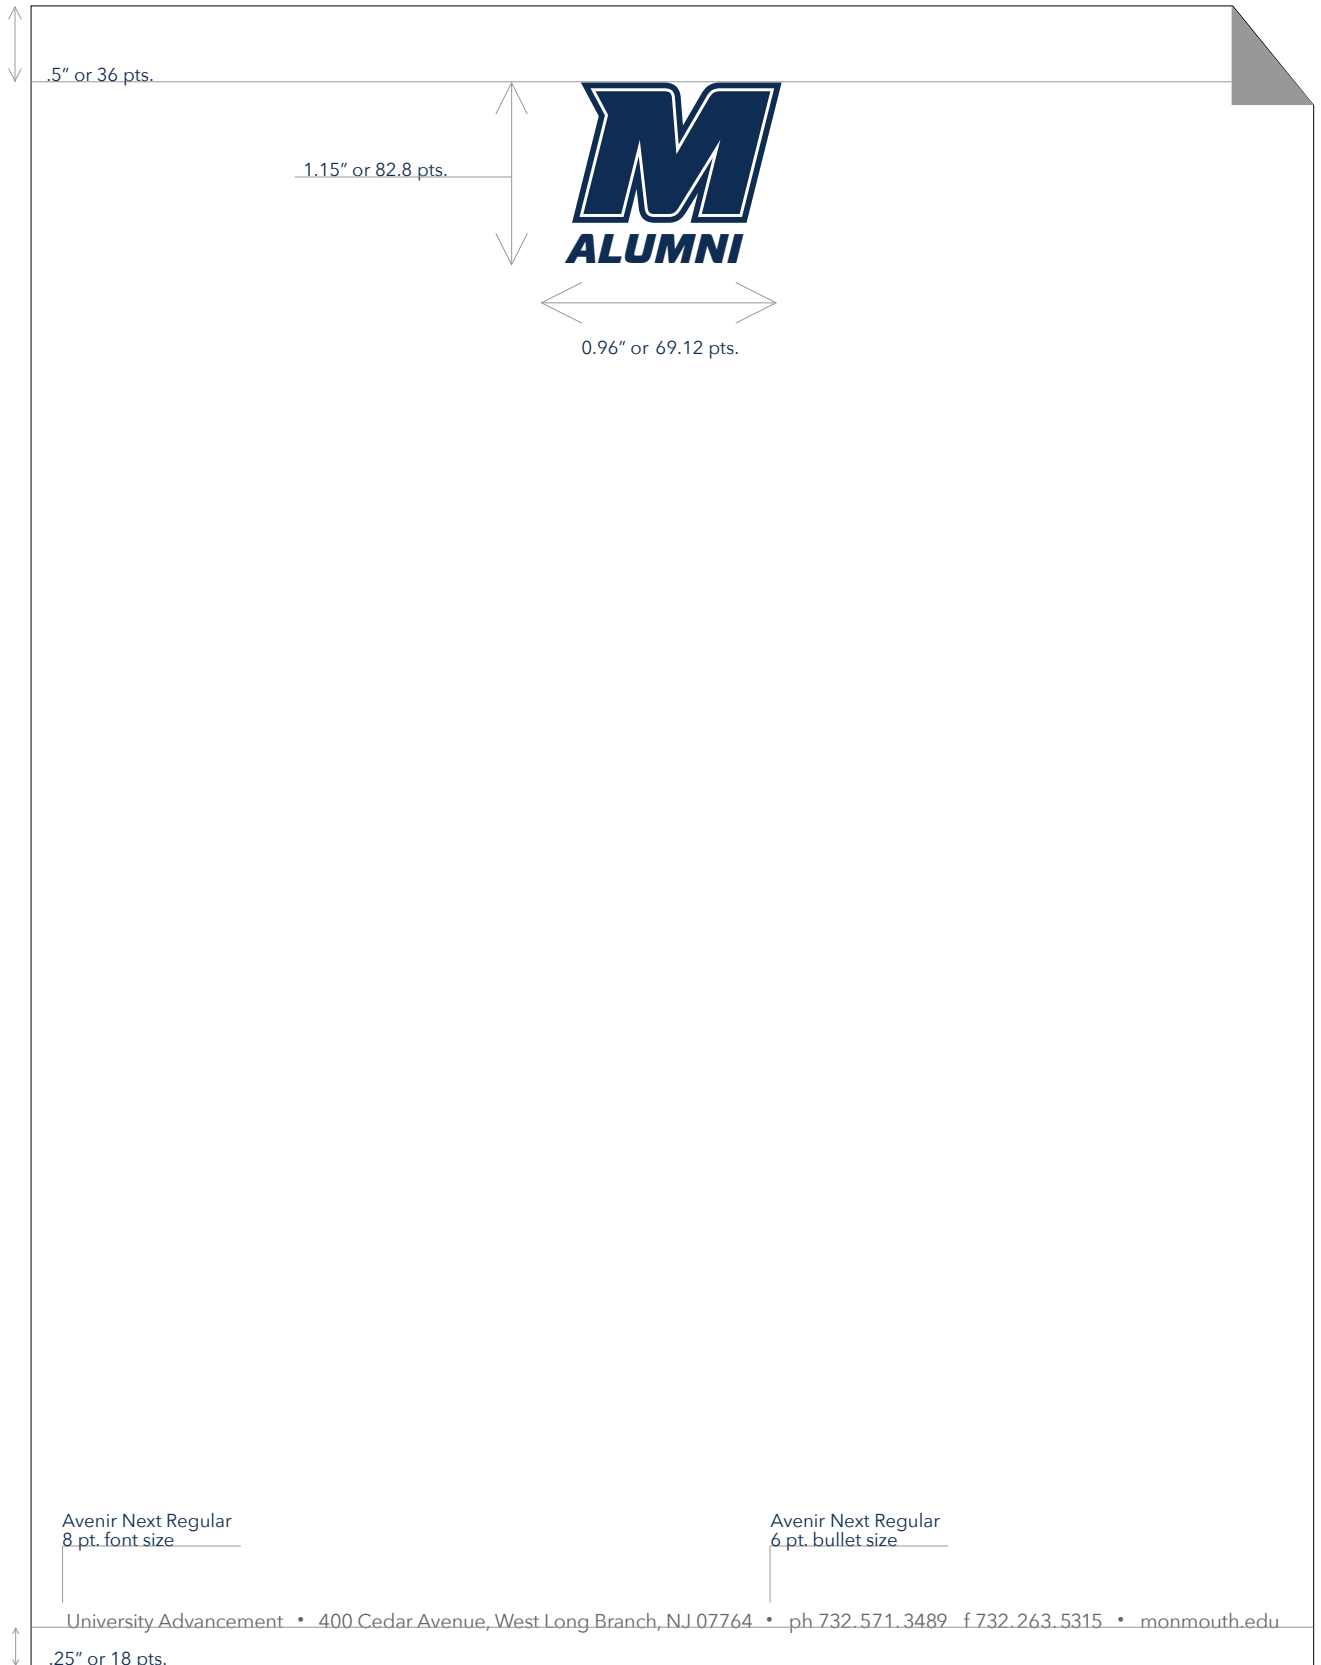 .5” or 36 pts.
1.15” or 82.8 pts.
M
ALUMNI
0.96” or 69.12 pts.
Avenir Next Regular
8 pt. font size
Avenir Next Regular
6 pt. bullet size
University Advancement • 400 Cedar Avenue, West Long Branch, NJ 07764 • ph 732.571.3489 f 732.263.5315 • monmouth.edu
.25” or 18 pts.